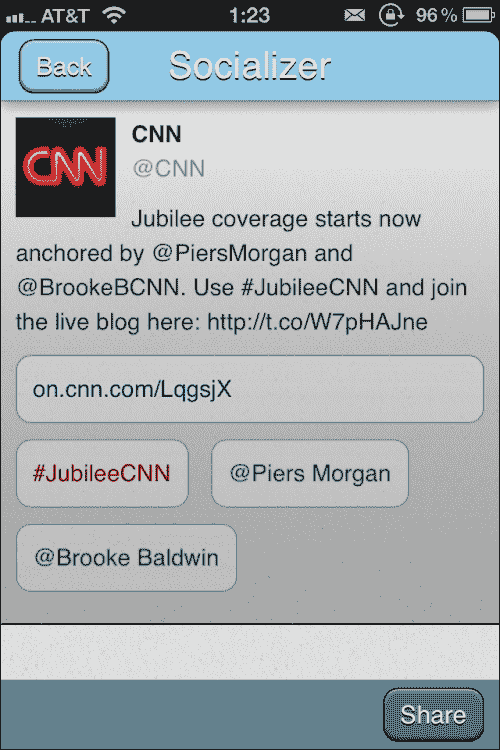 AT&T 1:23 96%
Back Socializer
CNN
CNN
@CNN
Jubilee coverage starts now
anchored by @PiersMorgan and
@BrookeBCNN. Use #JubileeCNN and join
the live blog here: http://t.co/W7pHAJne
on.cnn.com/LqgsjX
#JubileeCNN @Piers Morgan
@Brooke Baldwin
Share